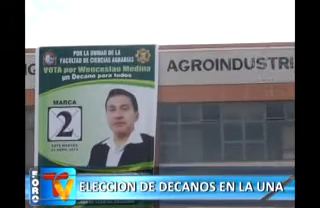 POR LA UNIDAD DE LA
FACULTAD DE CIENCIAS AGRARIAS
VOTA por Wenceslao Medina
un Decano para todos
AGROINDUSTRI
MARCA
2
FORO
TV
ELECCION DE DECANOS EN LA UNA